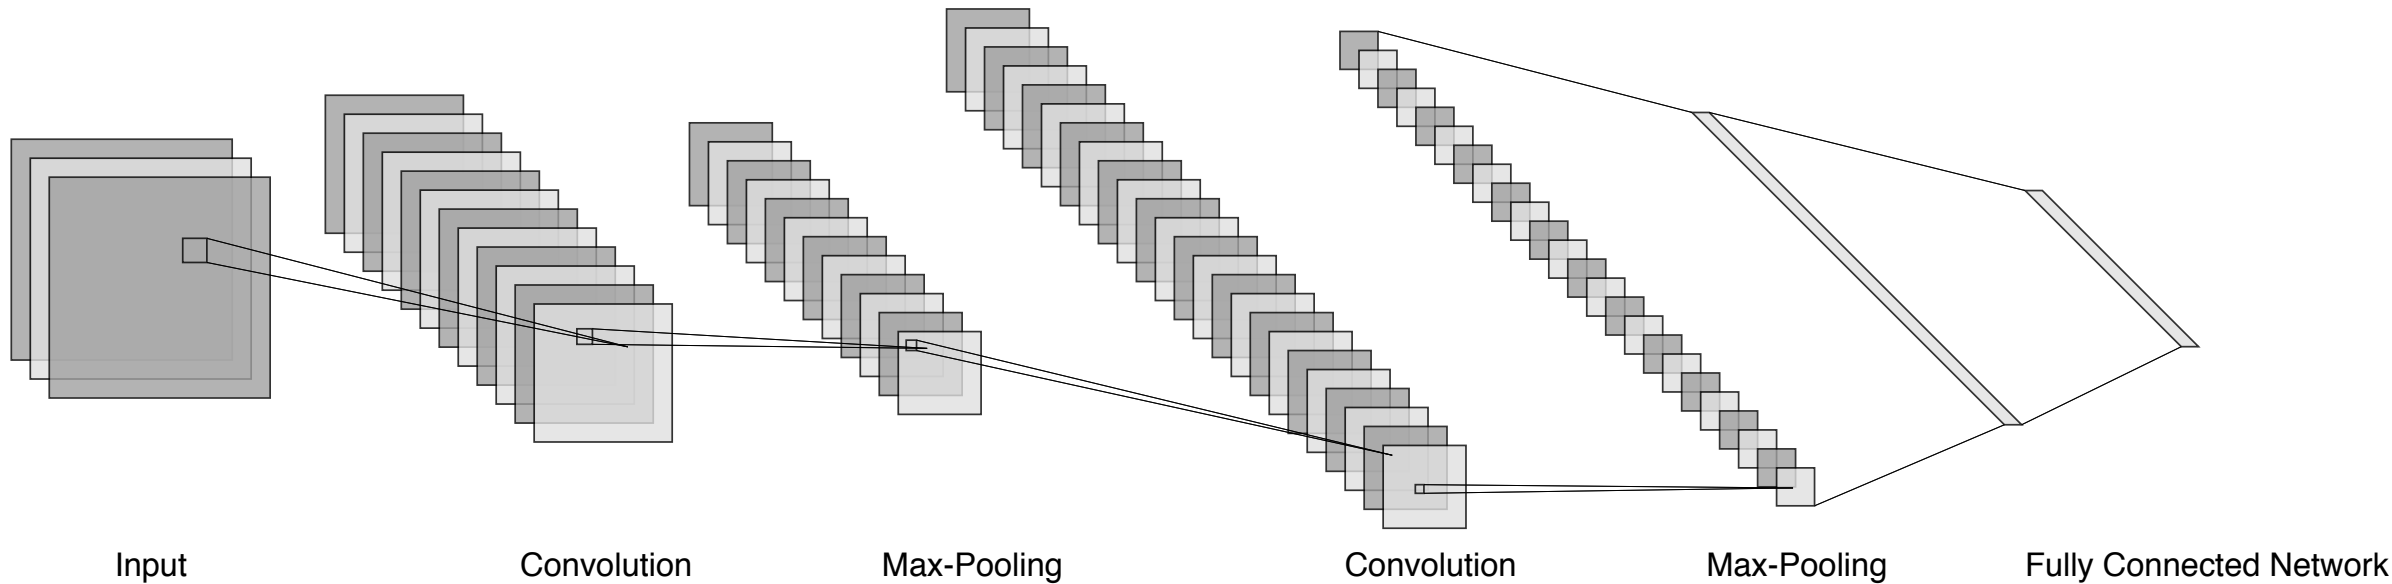 Input
Convolution
Max-Pooling
Convolution
Max-Pooling
Fully Connected Network